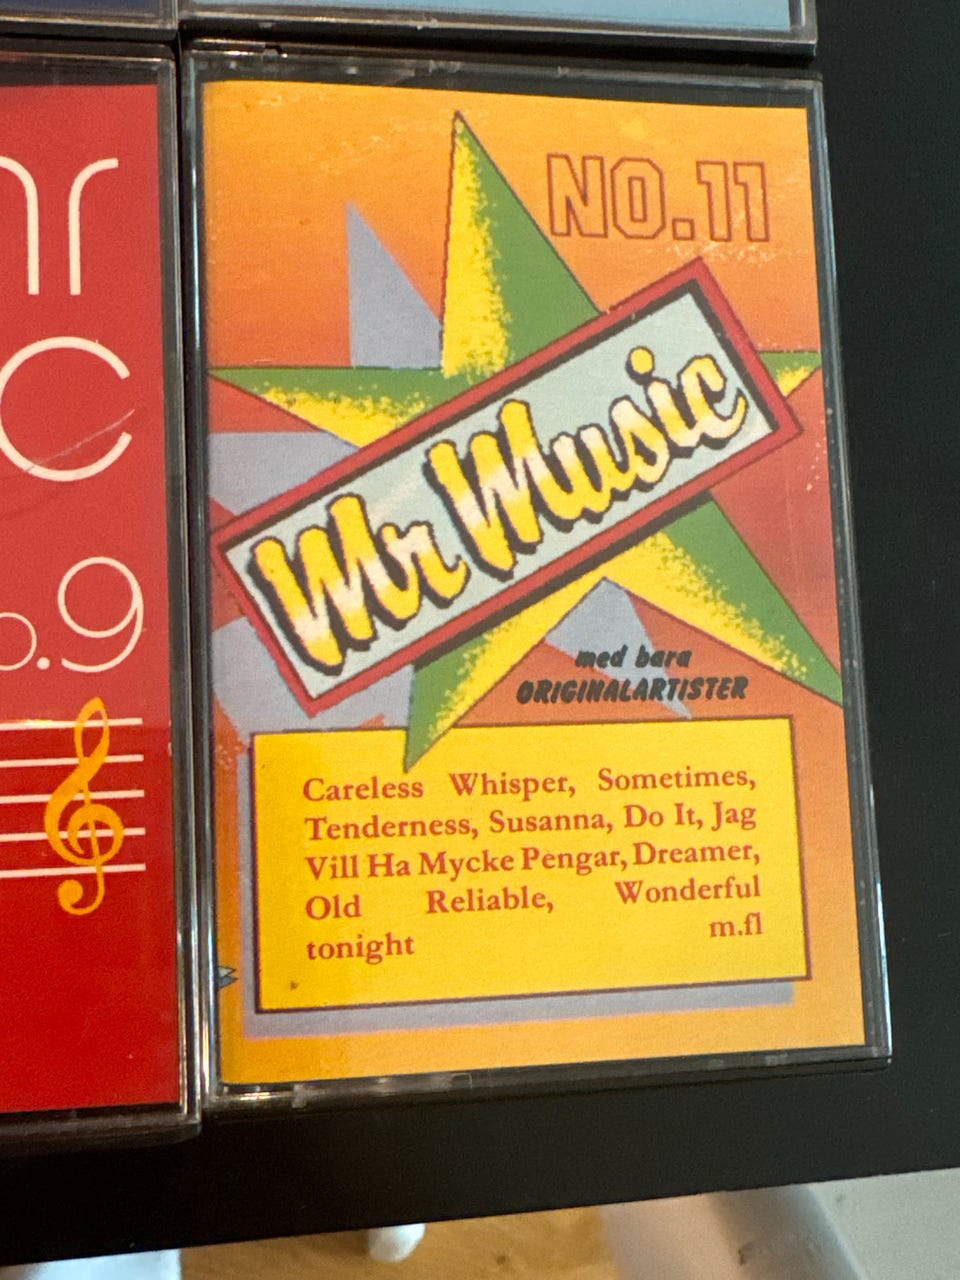 NO.11
Mr Music
med bara
ORIGINALARTISTER
Careless Whisper, Sometimes,
Tenderness, Susanna, Do It, Jag
Vill Ha Mycke Pengar, Dreamer,
Old Reliable, Wonderful
tonight m.fl